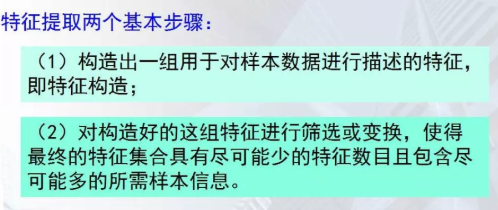 特征提取两个基本步骤：
（1）构造出一组用于对样本数据进行描述的特征，
即特征构造；
（2）对构造好的这组特征进行筛选或变换，使得
最终的特征集合具有尽可能少的特征数目且包含尽
可能多的所需样本信息。